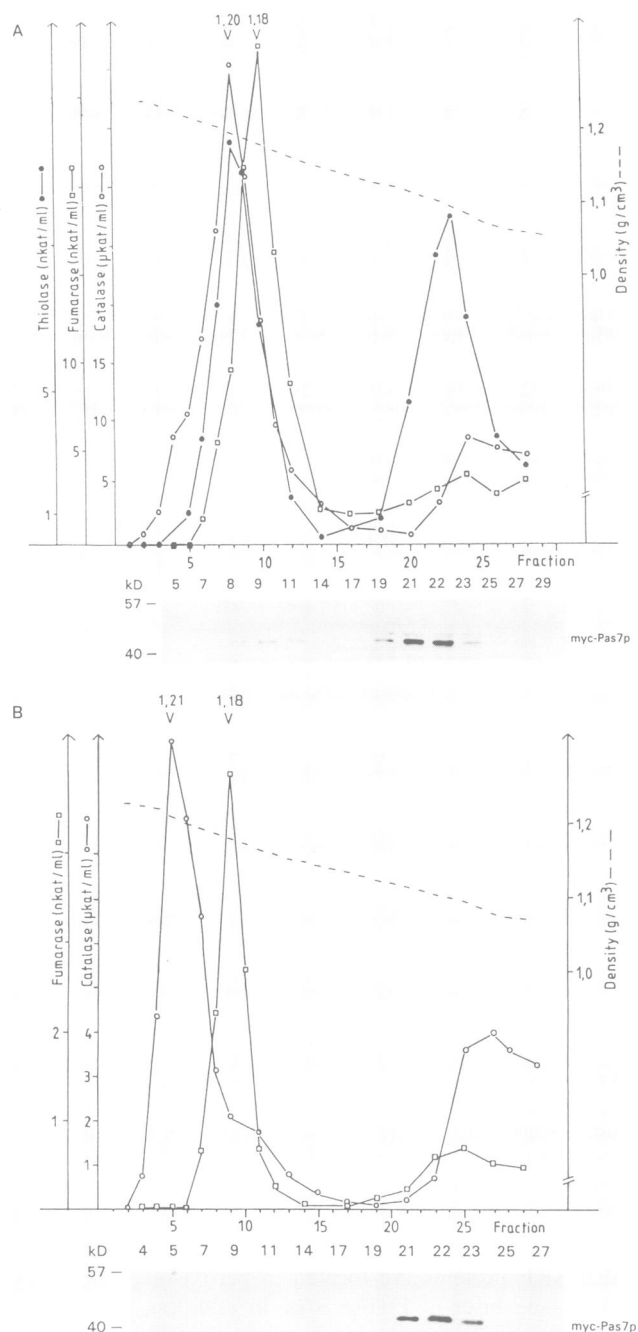 A
1,20 1,18
Thiolase (nkat/ml)
Fumarase (nkat/ml)
Catalase (µkat/ml)
5
1
10
5
15
10
5
1,2
1,1
1,0
Density (g/cm³)
5 10 15 20 25 Fraction
kD 5 7 8 9 11 14 17 19 21 22 23 25 27 29
57 –
40 –
myc-Pas7p
B
1,21 1,18
Fumarase (nkat/ml)
Catalase (µkat/ml)
2
1
4
3
2
1
1,2
1,1
1,0
Density (g/cm³)
5 10 15 20 25 Fraction
kD 4 5 7 9 11 14 17 19 21 22 23 25 27
57 –
40 –
myc-Pas7p